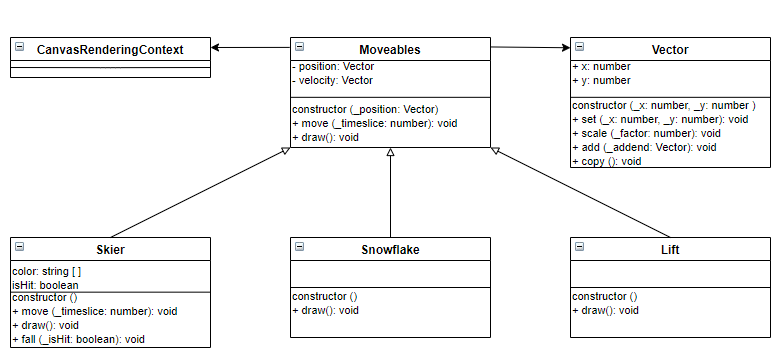 CanvasRenderingContext
Moveables
- position: Vector
- velocity: Vector
constructor (_position: Vector)
+ move (_timeslice: number): void
+ draw(): void
Vector
+ x: number
+ y: number
constructor (_x: number, _y: number )
+ set (_x: number, _y: number): void
+ scale (_factor: number): void
+ add (_addend: Vector): void
+ copy (): void
Skier
color: string [ ]
isHit: boolean
constructor ()
+ move (_timeslice: number): void
+ draw(): void
+ fall (_isHit: boolean): void
Snowflake
constructor ()
+ draw(): void
Lift
constructor ()
+ draw(): void